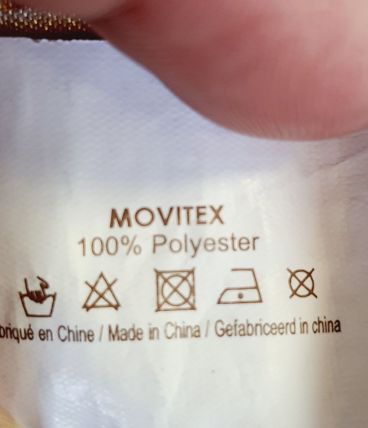 MOVITEX
100% Polyester
briqué en Chine / Made in China / Gefabriceerd in china